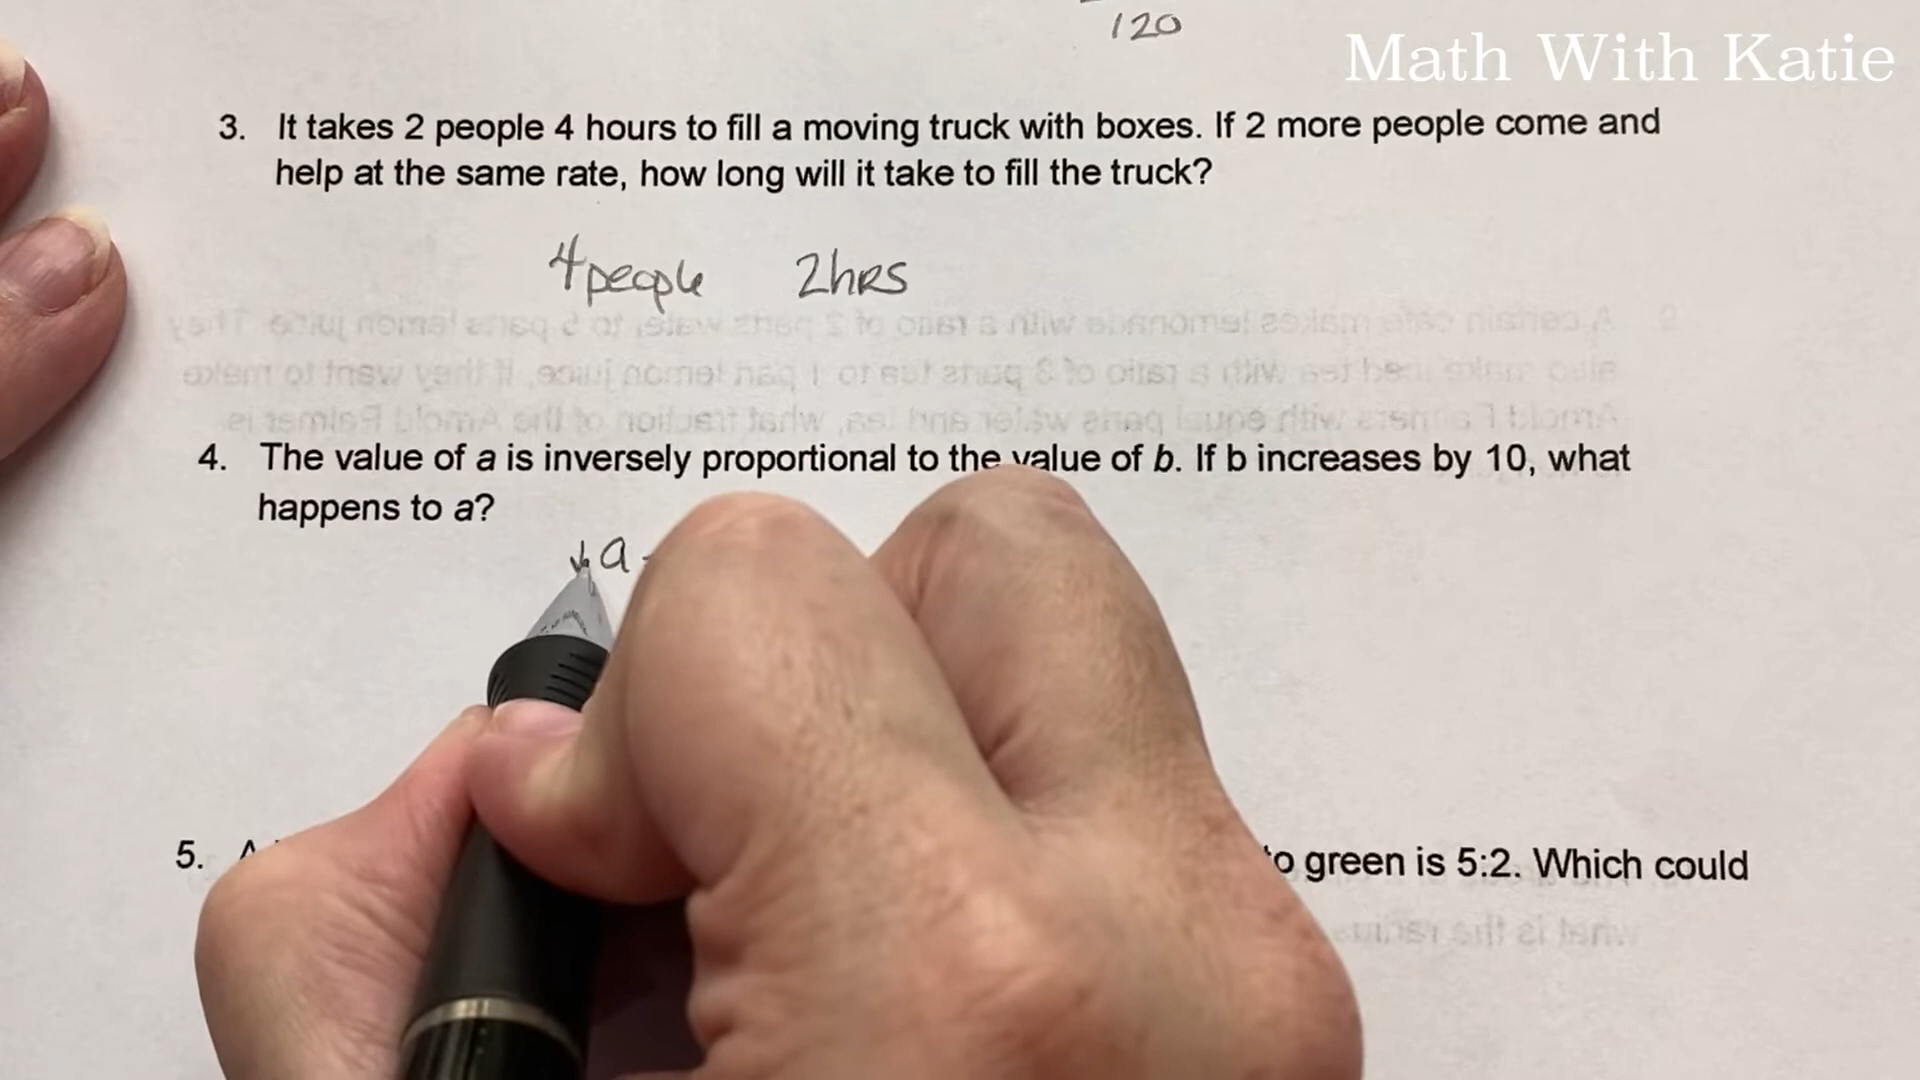 120
Math With Katie
3. It takes 2 people 4 hours to fill a moving truck with boxes. If 2 more people come and
help at the same rate, how long will it take to fill the truck?
4 people 2hrs
4. The value of a is inversely proportional to the value of b. If b increases by 10, what
happens to a?
↓a
5. green is 5:2. Which could